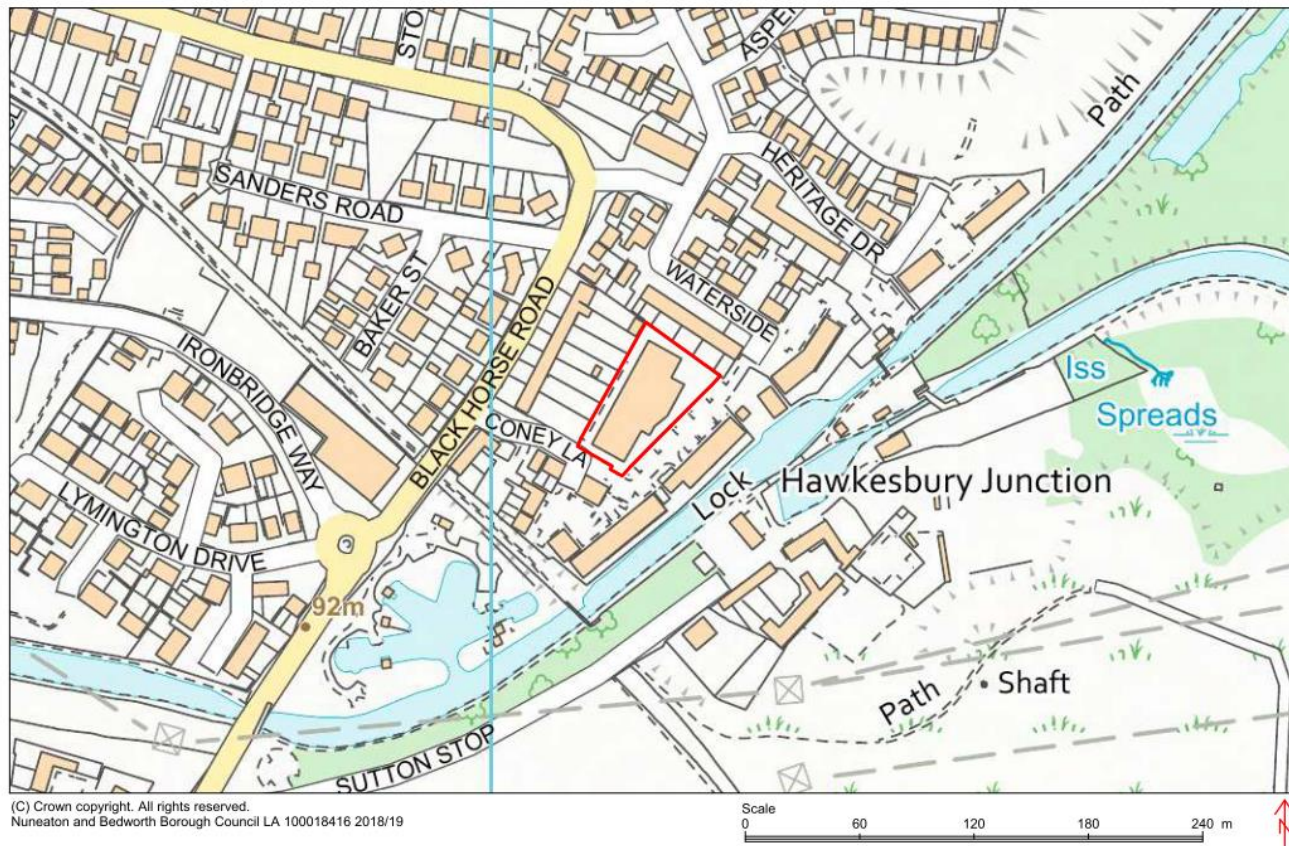 STO
ASPE
Path
SANDERS ROAD
HERITAGE DR
BAKER ST
WATERSIDE
BLACK HORSE ROAD
IRONBRIDGE WAY
Iss
Spreads
CONEY LA
Lock
Hawkesbury Junction
LYMINGTON DRIVE
92m
Shaft
Path
SUTTON STOP
(C) Crown copyright. All rights reserved.
Nuneaton and Bedworth Borough Council LA 100018416 2018/19
Scale
0 60 120 180 240 m
N